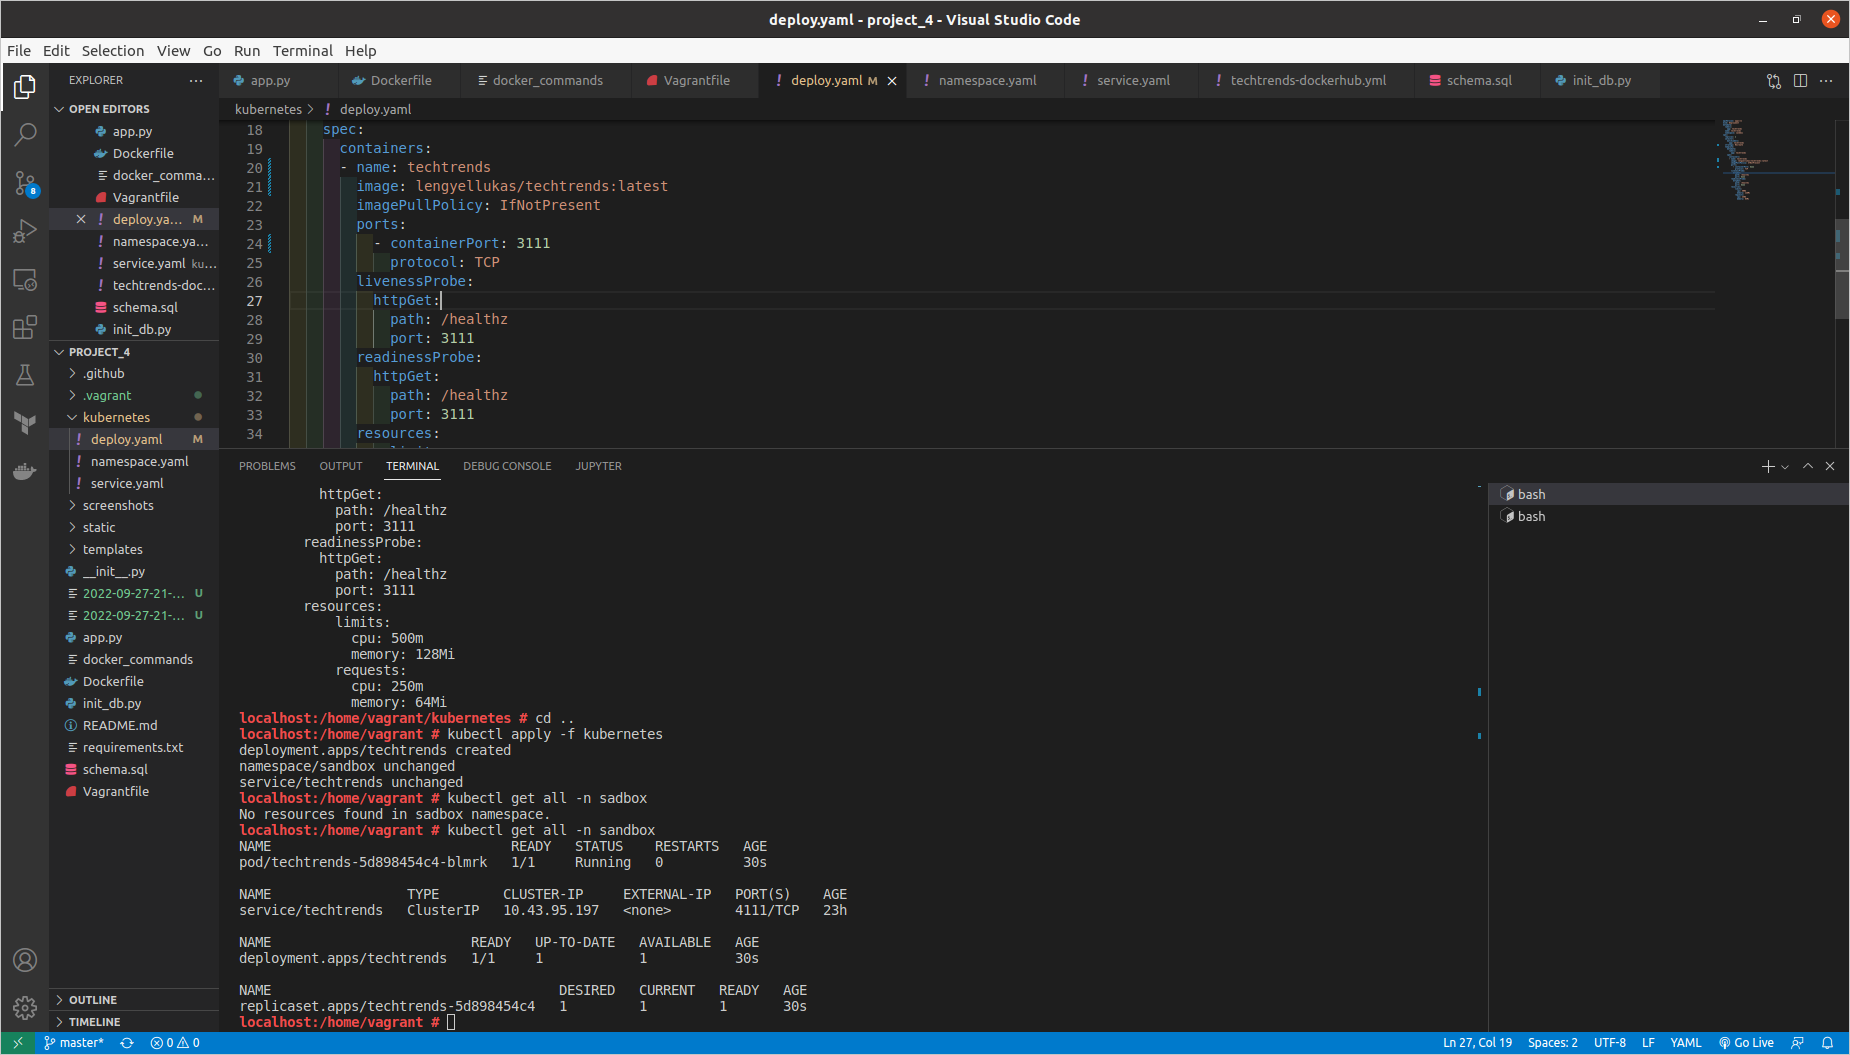 deploy.yaml - project_4 - Visual Studio Code
File Edit Selection View Go Run Terminal Help
EXPLORER
OPEN EDITORS
app.py
Dockerfile
docker_comma...
Vagrantfile
deploy.ya... M
namespace.ya...
service.yaml ku...
techtrends-doc...
schema.sql
init_db.py
PROJECT_4
.github
.vagrant
kubernetes
deploy.yaml M
namespace.yaml
service.yaml
screenshots
static
templates
__init__.py
2022-09-27-21-... U
2022-09-27-21-... U
app.py
docker_commands
Dockerfile
init_db.py
README.md
requirements.txt
schema.sql
Vagrantfile
OUTLINE
TIMELINE
8
app.py Dockerfile docker_commands Vagrantfile deploy.yaml M namespace.yaml service.yaml techtrends-dockerhub.yml schema.sql init_db.py
kubernetes > ! deploy.yaml
18 spec:
19 containers:
20 - name: techtrends
21 image: lengyellukas/techtrends:latest
22 imagePullPolicy: IfNotPresent
23 ports:
24 - containerPort: 3111
25 protocol: TCP
26 livenessProbe:
27 httpGet:
28 path: /healthz
29 port: 3111
30 readinessProbe:
31 httpGet:
32 path: /healthz
33 port: 3111
34 resources:
PROBLEMS OUTPUT TERMINAL DEBUG CONSOLE JUPYTER
httpGet:
path: /healthz
port: 3111
readinessProbe:
httpGet:
path: /healthz
port: 3111
resources:
limits:
cpu: 500m
memory: 128Mi
requests:
cpu: 250m
memory: 64Mi
localhost:/home/vagrant/kubernetes # cd ..
localhost:/home/vagrant # kubectl apply -f kubernetes
deployment.apps/techtrends created
namespace/sandbox unchanged
service/techtrends unchanged
localhost:/home/vagrant # kubectl get all -n sadbox
No resources found in sadbox namespace.
localhost:/home/vagrant # kubectl get all -n sandbox
NAME READY STATUS RESTARTS AGE
pod/techtrends-5d898454c4-blmrk 1/1 Running 0 30s
NAME TYPE CLUSTER-IP EXTERNAL-IP PORT(S) AGE
service/techtrends ClusterIP 10.43.95.197 <none> 4111/TCP 23h
NAME READY UP-TO-DATE AVAILABLE AGE
deployment.apps/techtrends 1/1 1 1 30s
NAME DESIRED CURRENT READY AGE
replicaset.apps/techtrends-5d898454c4 1 1 1 30s
localhost:/home/vagrant #
bash
bash
master* 0 0 Ln 27, Col 19 Spaces: 2 UTF-8 LF YAML Go Live